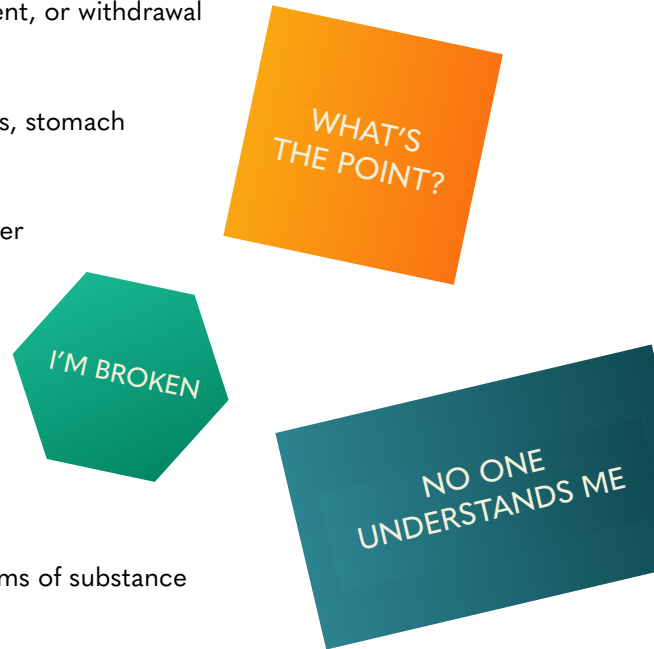 ent, or withdrawal
WHAT'S
THE POINT?
s, stomach
er
I'M BROKEN
NO ONE
UNDERSTANDS ME
ms of substance